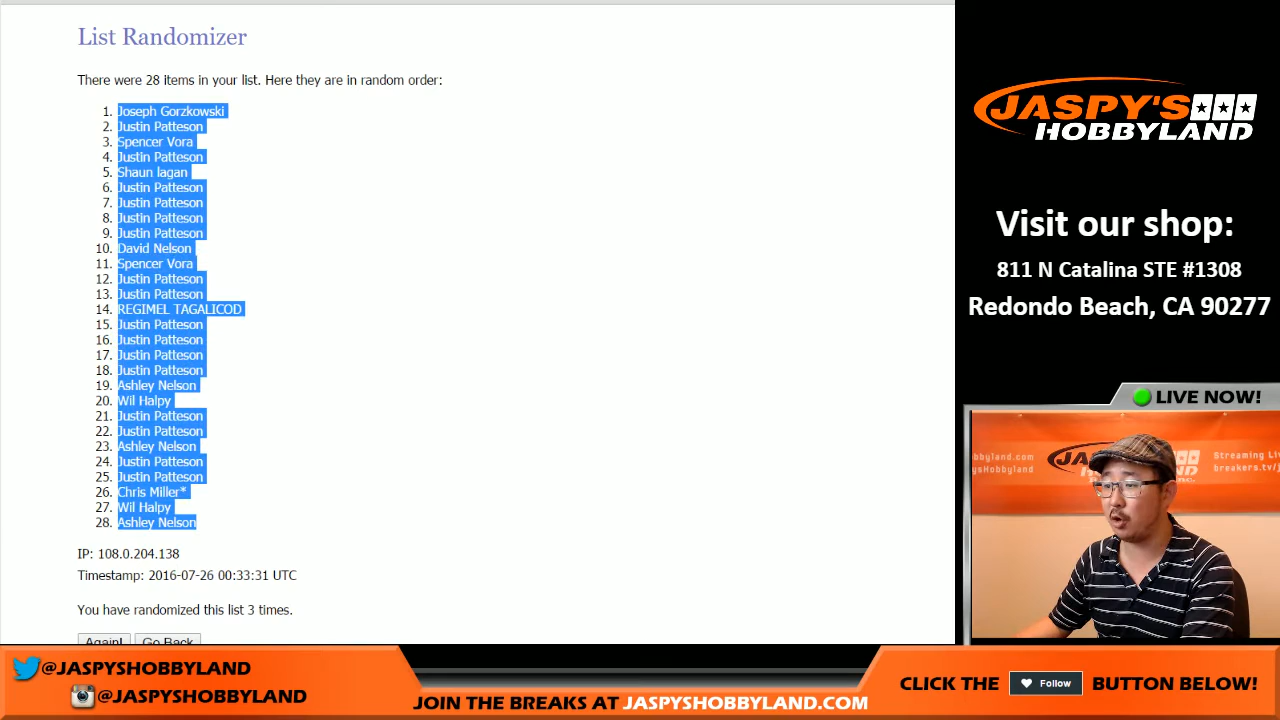 List Randomizer
There were 28 items in your list. Here they are in random order:
1. Joseph Gorzkowski
2. Justin Patteson
3. Spencer Vora
4. Justin Patteson
5. Shaun lagan
6. Justin Patteson
7. Justin Patteson
8. Justin Patteson
9. Justin Patteson
10. David Nelson
11. Spencer Vora
12. Justin Patteson
13. Justin Patteson
14. REGIMEL TAGALICOD
15. Justin Patteson
16. Justin Patteson
17. Justin Patteson
18. Justin Patteson
19. Ashley Nelson
20. Wil Halpy
21. Justin Patteson
22. Justin Patteson
23. Ashley Nelson
24. Justin Patteson
25. Justin Patteson
26. Chris Miller*
27. Wil Halpy
28. Ashley Nelson
IP: 108.0.204.138
Timestamp: 2016-07-26 00:33:31 UTC
You have randomized this list 3 times.
Again! Go Back
JASPY'S
HOBBYLAND
Visit our shop:
811 N Catalina STE #1308
Redondo Beach, CA 90277
LIVE NOW!
Streaming Li
breakers.tv/j
@JASPYSHOBBYLAND
@JASPYSHOBBYLAND
JOIN THE BREAKS AT JASPYSHOBBYLAND.COM
CLICK THE Follow BUTTON BELOW!